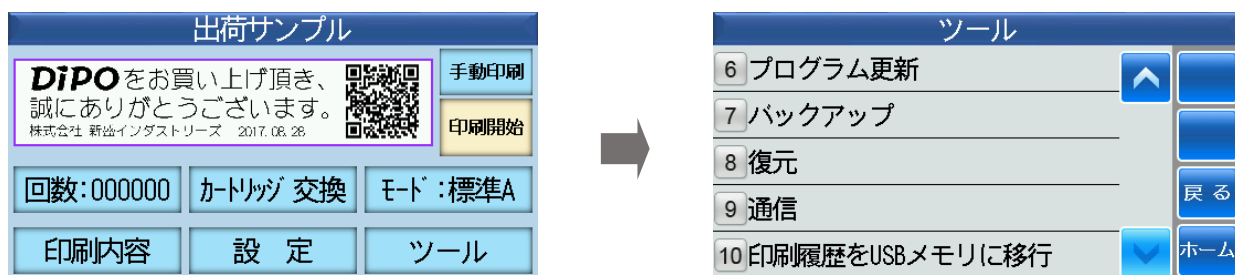 出荷サンプル
DiPOをお買い上げ頂き、
誠にありがとうございます。
株式会社 新盛インダストリーズ 2017.08.28
手動印刷
印刷開始
回数:000000
カートリッジ 交換
モード:標準A
印刷内容
設 定
ツール
ツール
6 プログラム更新
7 バックアップ
8 復元
9 通信
10 印刷履歴をUSBメモリに移行
戻る
ホーム